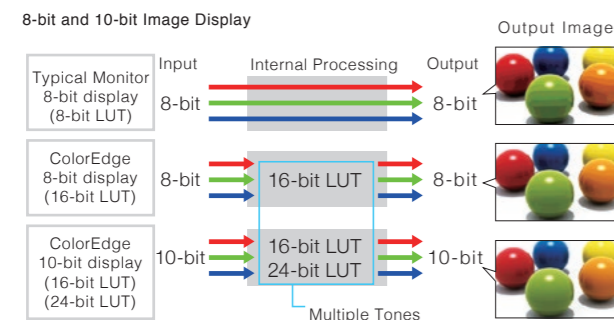 8-bit and 10-bit Image Display
Output Image
Input
Internal Processing
Output
Typical Monitor
8-bit display
(8-bit LUT)
8-bit
8-bit
ColorEdge
8-bit display
(16-bit LUT)
8-bit
16-bit LUT
8-bit
ColorEdge
10-bit display
(16-bit LUT)
(24-bit LUT)
10-bit
16-bit LUT
24-bit LUT
10-bit
Multiple Tones